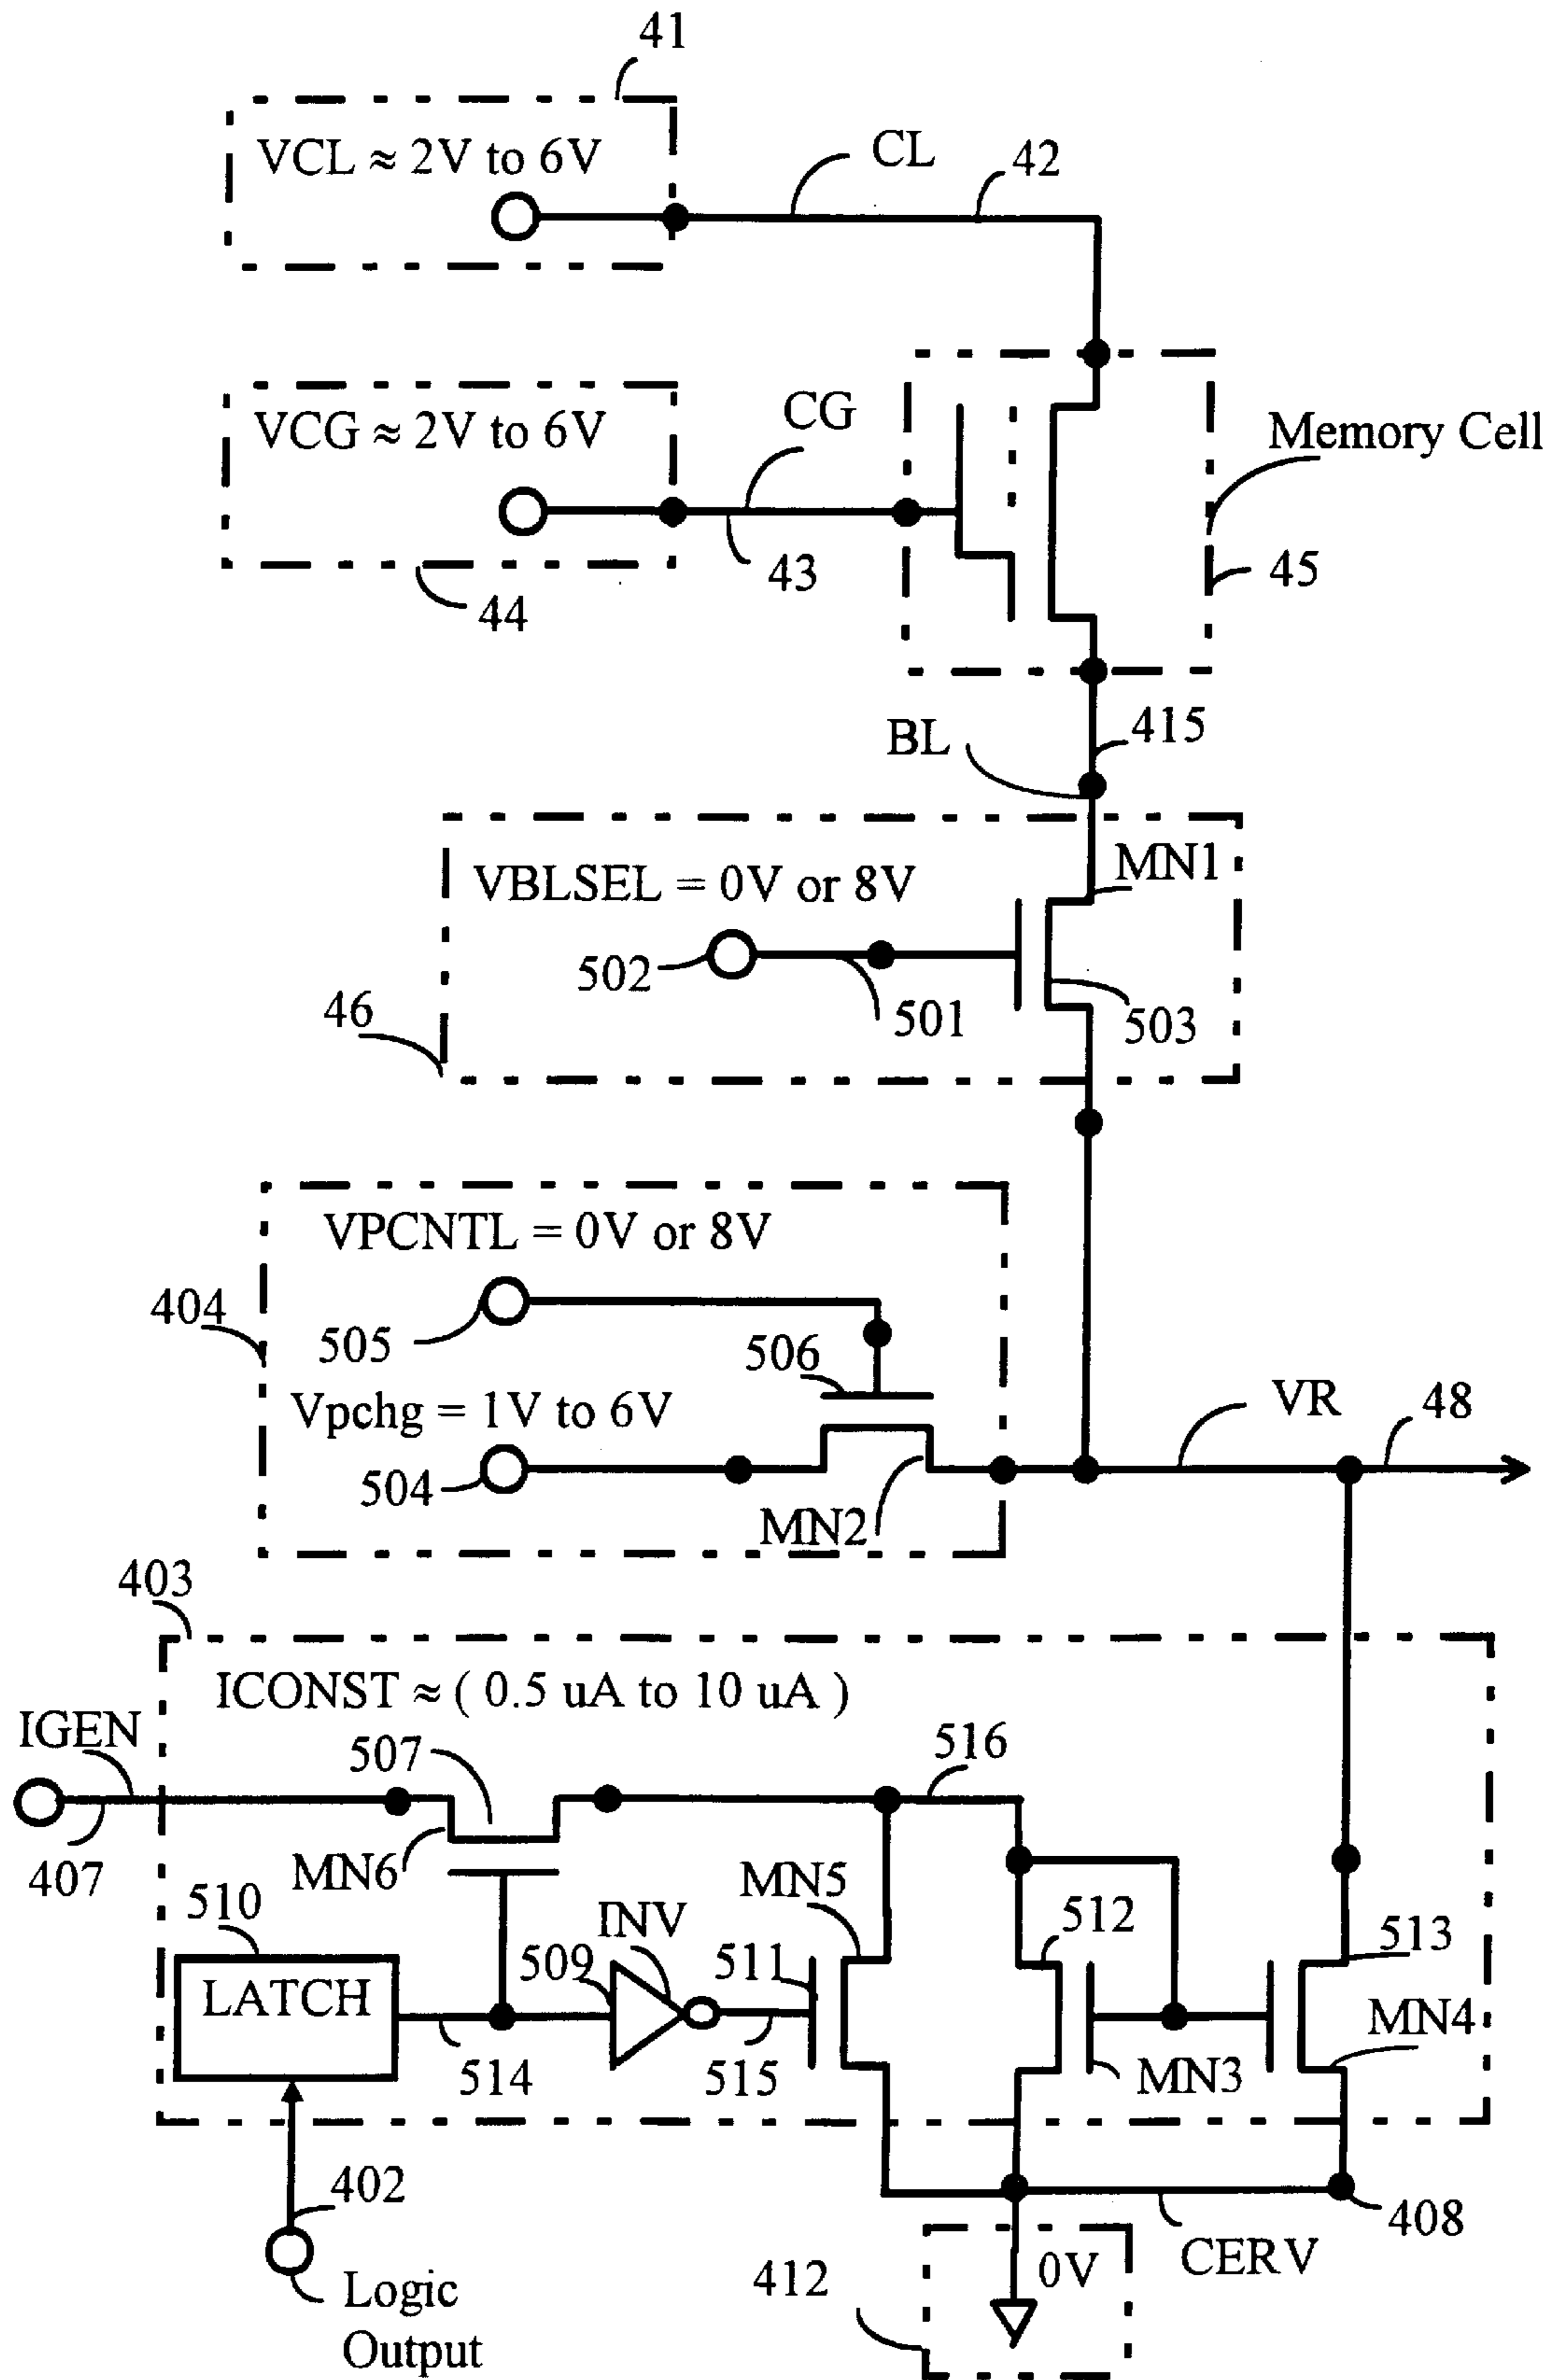 41
VCL ≈ 2V to 6V
CL
42
VCG ≈ 2V to 6V
CG
Memory Cell
43
45
44
BL
415
VBLSEL = 0V or 8V
MN1
502
501
503
46
VPCNTL = 0V or 8V
404
505
506
Vpchg = 1V to 6V
VR
48
504
MN2
403
ICONST ≈ ( 0.5 uA to 10 uA )
IGEN
507
516
407
MN6
MN5
510
INV
512
513
LATCH
509
511
MN4
514
515
MN3
402
408
412
0V
CERV
Logic
Output